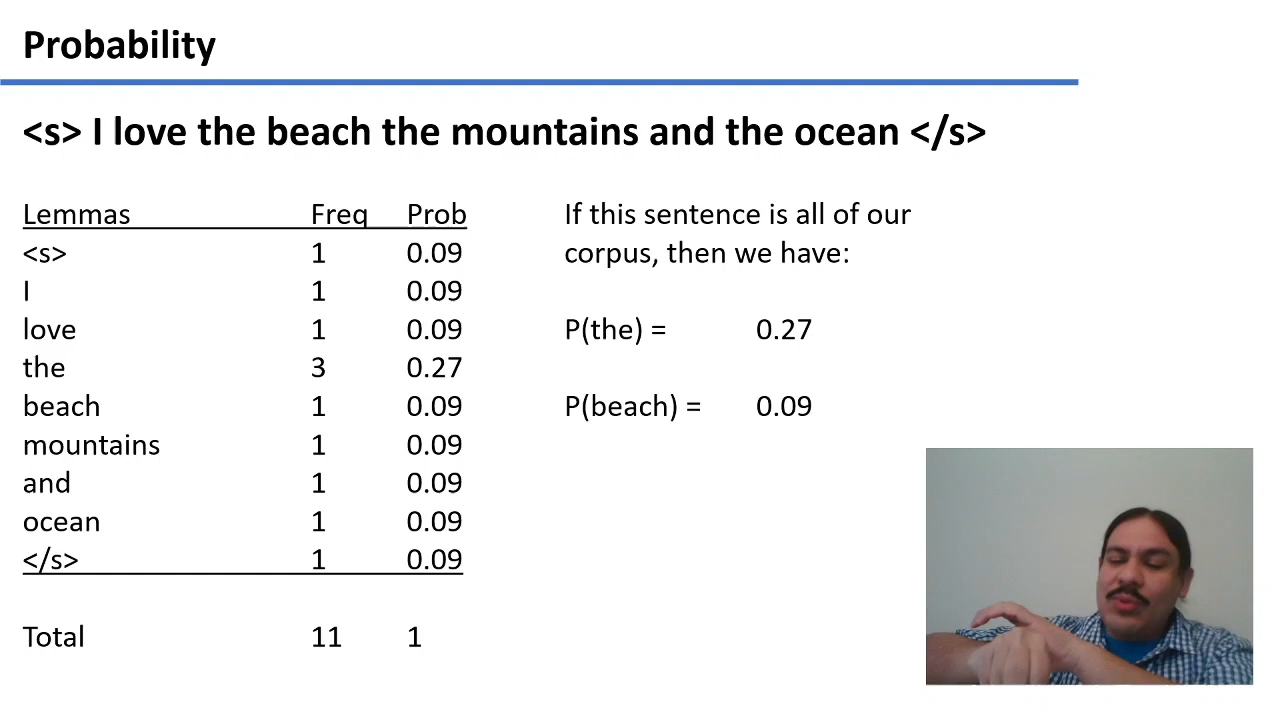 Probability
<s> I love the beach the mountains and the ocean </s>
Lemmas Freq Prob
<s> 1 0.09
I 1 0.09
love 1 0.09
the 3 0.27
beach 1 0.09
mountains 1 0.09
and 1 0.09
ocean 1 0.09
</s> 1 0.09
Total 11 1
If this sentence is all of our
corpus, then we have:
P(the) = 0.27
P(beach) = 0.09